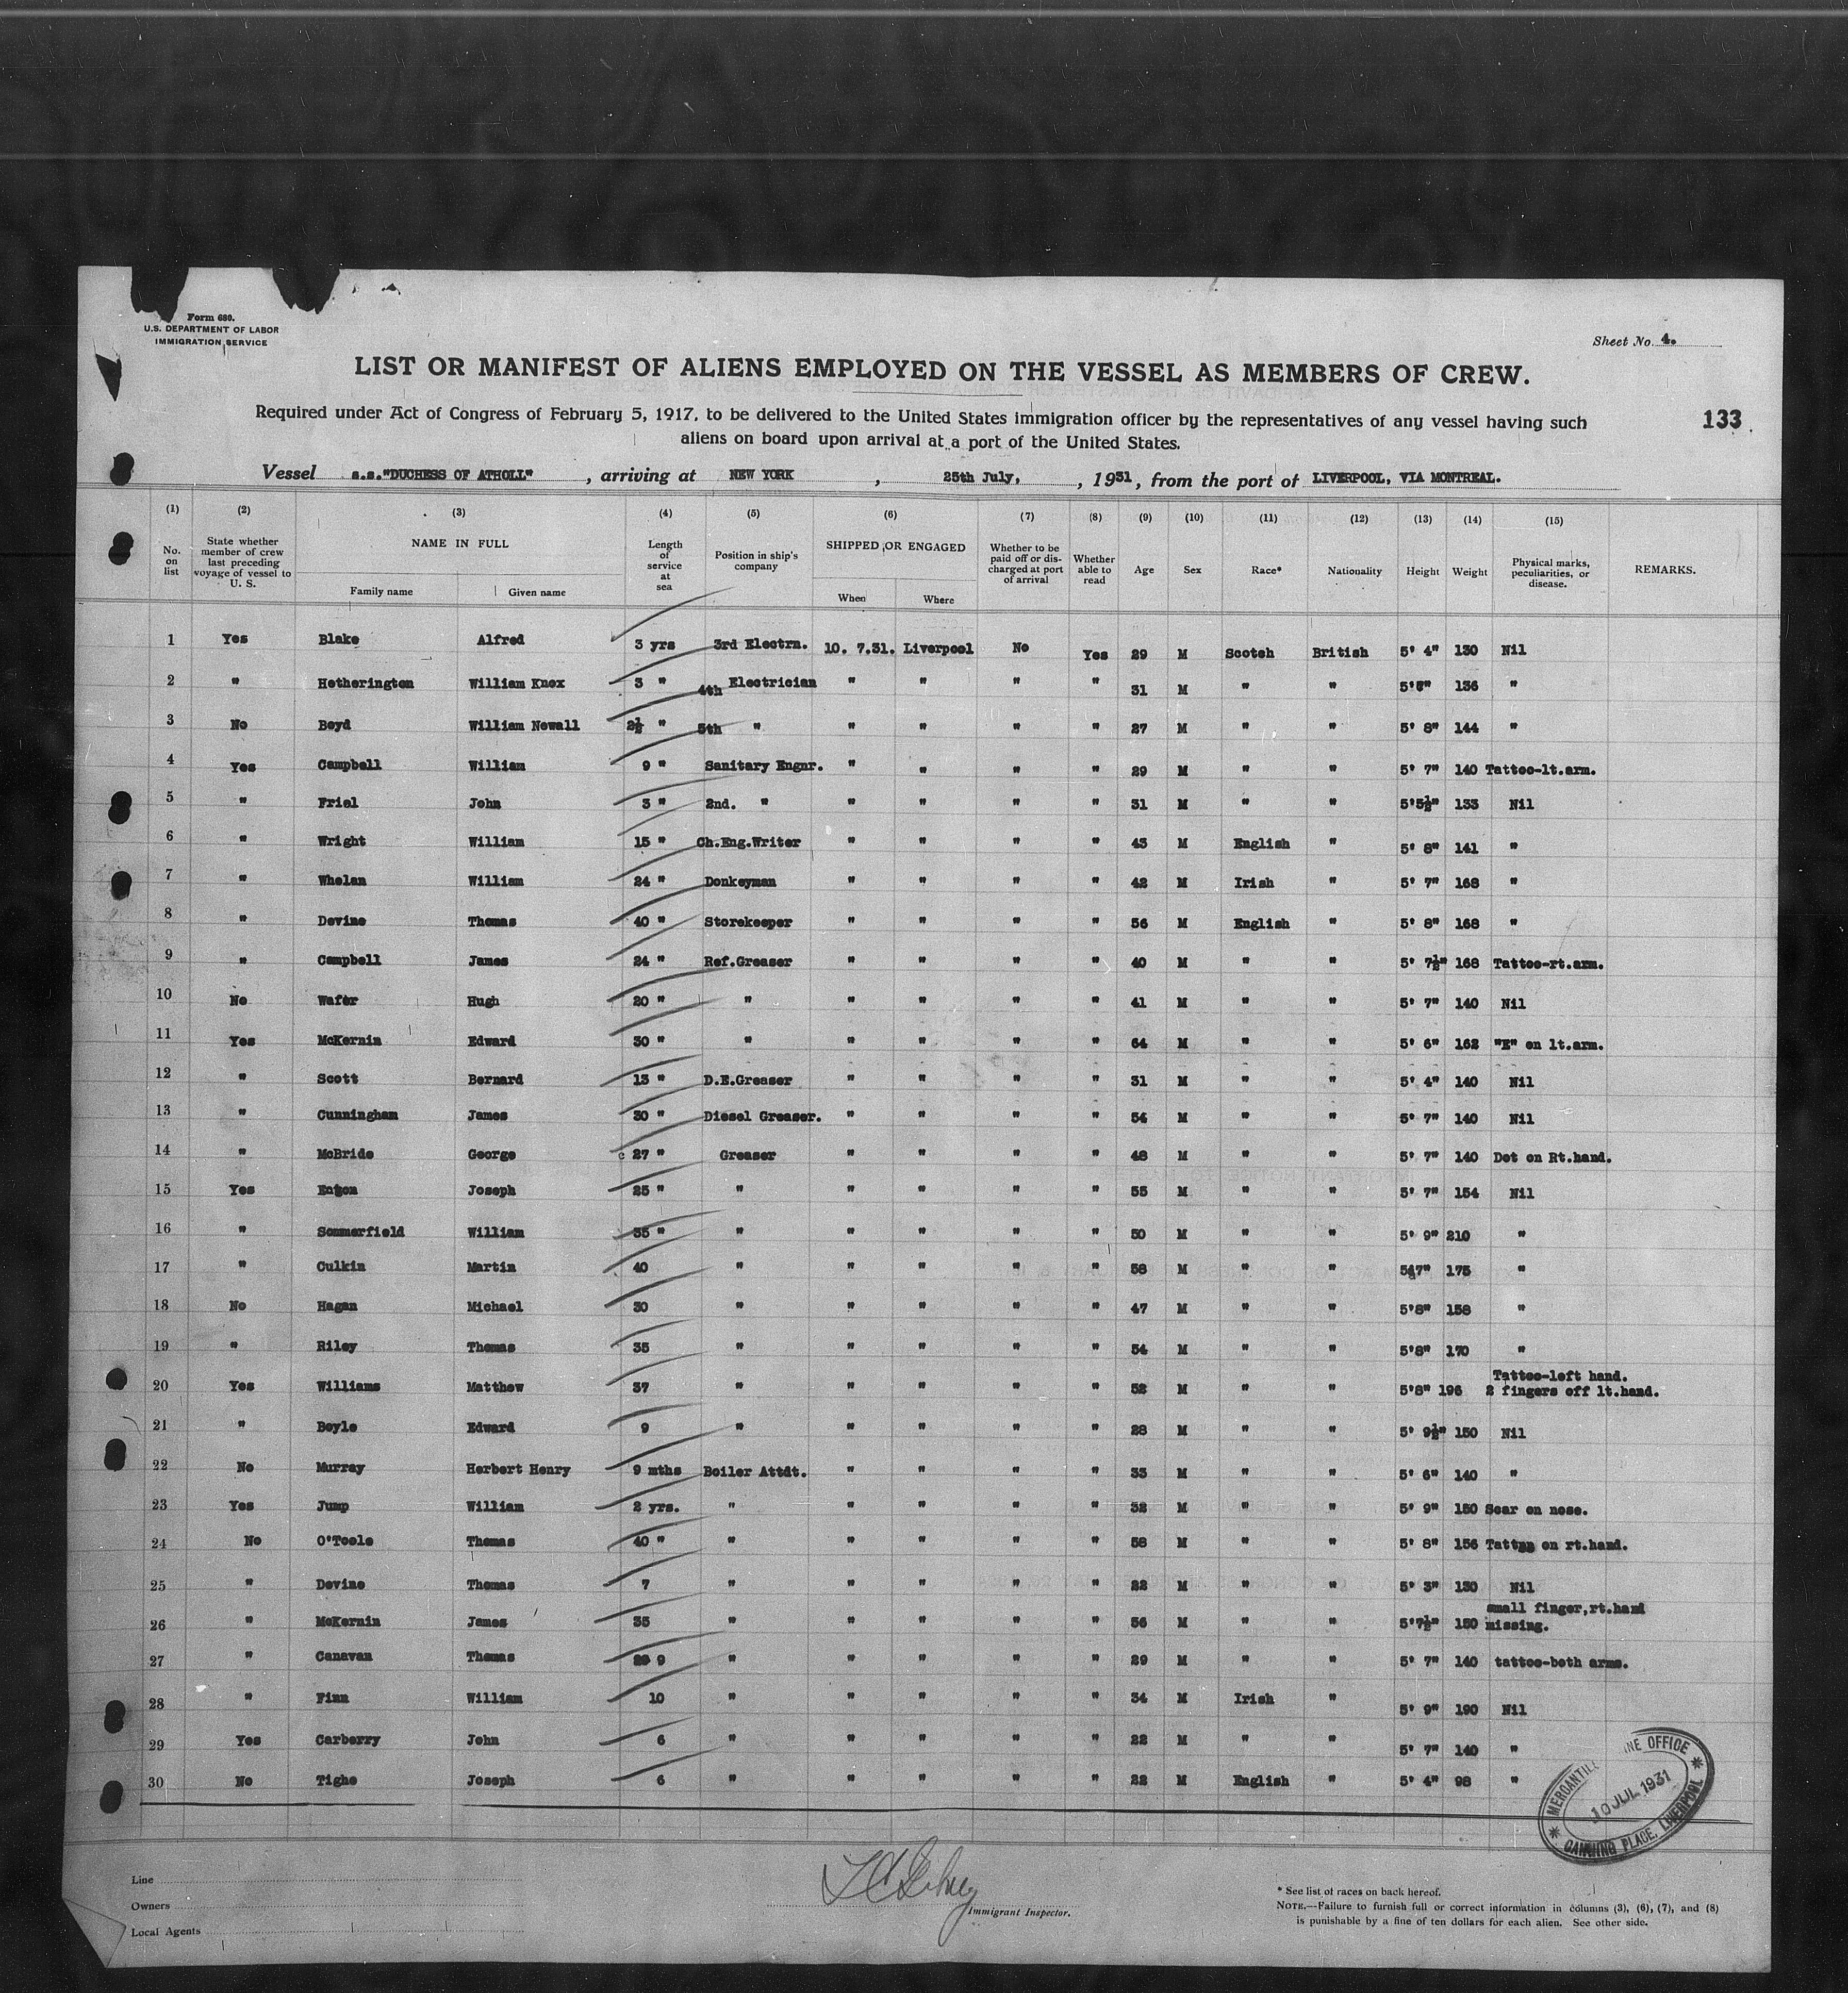 Form 680.
U.S. DEPARTMENT OF LABOR
IMMIGRATION SERVICE
Sheet No. 4.
LIST OR MANIFEST OF ALIENS EMPLOYED ON THE VESSEL AS MEMBERS OF CREW.
Required under Act of Congress of February 5, 1917, to be delivered to the United States immigration officer by the representatives of any vessel having such
aliens on board upon arrival at a port of the United States.
133
Vessel s.s."DUCHESS OF ATHOLL", arriving at NEW YORK, 25th July, 1931, from the port of LIVERPOOL, VIA MONTREAL.
(1) (2) (3) (4) (5) (6) (7) (8) (9) (10) (11) (12) (13) (14) (15)
No. on list State whether member of crew last preceding voyage of vessel to U. S. NAME IN FULL Family name Given name Length of service at sea Position in ship's company SHIPPED OR ENGAGED When Where Whether to be paid off or discharged at port of arrival Whether able to read Age Sex Race* Nationality Height Weight Physical marks, peculiarities, or disease. REMARKS.
1 Yes Blake Alfred 3 yrs 3rd Electrn. 10. 7.31. Liverpool No Yes 29 M Scotch British 5' 4" 130 Nil
2 " Hetherington William Knox 3 " 4th Electrician " " " " 31 M " " 136 "
3 No Boyd William Newall 2½ " 5th " " " " " 27 M " " 5' 8" 144 "
4 Yes Campbell William 9 " Sanitary Engnr. " " " " 29 M " " 5' 7" 140 Tattoo-lt.arm.
5 " Friel John 3 " 2nd. " " " " " 31 M " " 5'5½" 133 Nil
6 " Wright William 15 " Ch.Eng.Writer " " " " 43 M English " 5' 8" 141 "
7 " Whelan William 24 " Donkeyman " " " " 42 M Irish " 5' 7" 168 "
8 " Devine Thomas 40 " Storekeeper " " " " 56 M English " 5' 8" 168 "
9 " Campbell James 24 " Ref.Greaser " " " " 40 M " " 5' 7½" 168 Tattoo-rt.arm.
10 No Wafer Hugh 20 " " " " " " 41 M " " 5' 7" 140 Nil
11 Yes McKernin Edward 30 " " " " " " 64 M " " 5' 6" 162 "E" on lt.arm.
12 " Scott Bernard 13 " D.E.Greaser " " " " 31 M " " 5' 4" 140 Nil
13 " Cunningham James 30 " Diesel Greaser. " " " " 54 M " " 5' 7" 140 Nil
14 " McBride George 27 " Greaser " " " " 48 M " " 5' 7" 140 Dot on Rt.hand.
15 Yes Eaton Joseph 25 " " " " " " 55 M " " 5' 7" 154 Nil
16 " Sommerfield William 35 " " " " " " 50 M " " 5' 9" 210 "
17 " Culkin Martin 40 " " " " " 58 M " " 5'7" 175 "
18 No Hagan Michael 30 " " " " " 47 M " " 5'8" 158 "
19 " Riley Thomas 35 " " " " " 54 M " " 5'8" 170 "
20 Yes Williams Matthew 37 " " " " " 52 M " " 5'8" 196 Tattoo-left hand. 2 fingers off lt.hand.
21 " Boyle Edward 9 " " " " " 28 M " " 5' 9½" 150 Nil
22 No Murray Herbert Henry 9 mths Boiler Attdt. " " " " 33 M " " 5' 6" 140 "
23 Yes Jump William 2 yrs. " " " " " 32 M " " 5' 9" 150 Scar on nose.
24 No O'Toole Thomas 40 " " " " " " 58 M " " 5' 8" 156 Tattoo on rt.hand.
25 " Devine Thomas 7 " " " " " 22 M " " 5' 3" 130 Nil
26 " McKernin James 35 " " " " " 56 M " " 5'7½" 150 small finger,rt.hand missing.
27 " Canavan Thomas 9 " " " " " 29 M " " 5' 7" 140 tattoo-both arms.
28 " Finn William 10 " " " " " 34 M Irish " 5' 9" 190 Nil
29 Yes Carberry John 6 " " " " " 22 M " " 5' 7" 140 "
30 No Tighe Joseph 6 " " " " " 22 M English " 5' 4" 98 "
MERCANTILE MARINE OFFICE
10 JUL 1931
CANNING PLACE, LIVERPOOL
Line
Owners
Local Agents
Immigrant Inspector.
* See list of races on back hereof.
NOTE.—Failure to furnish full or correct information in columns (3), (6), (7), and (8)
is punishable by a fine of ten dollars for each alien. See other side.